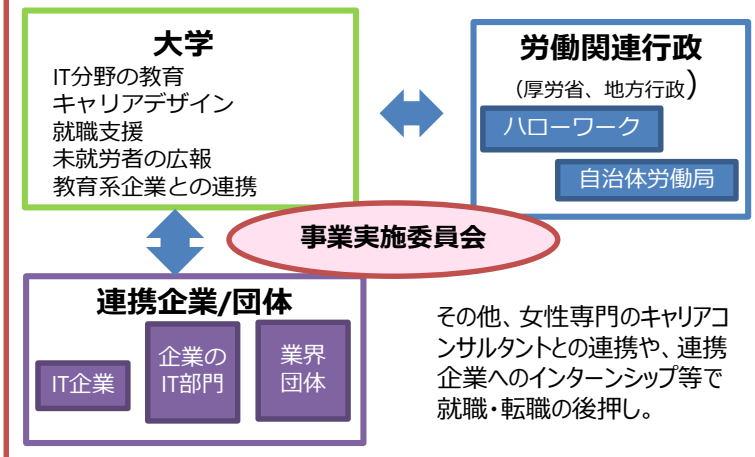 大学
IT分野の教育
キャリアデザイン
就職支援
未就労者の広報
教育系企業との連携
労働関連行政
(厚労省、地方行政)
ハローワーク
自治体労働局
事業実施委員会
連携企業/団体
IT企業
企業の
IT部門
業界
団体
その他、女性専門のキャリアコ
ンサルタントとの連携や、連携
企業へのインターンシップ等で
就職・転職の後押し。